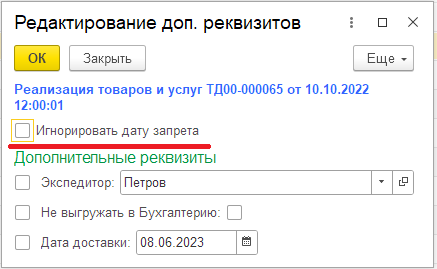 Редактирование доп. реквизитов
ОК Закрыть Еще
Реализация товаров и услуг ТД00-000065 от 10.10.2022
12:00:01
Игнорировать дату запрета
Дополнительные реквизиты
Экспедитор: Петров
Не выгружать в Бухгалтерию:
Дата доставки: 08.06.2023